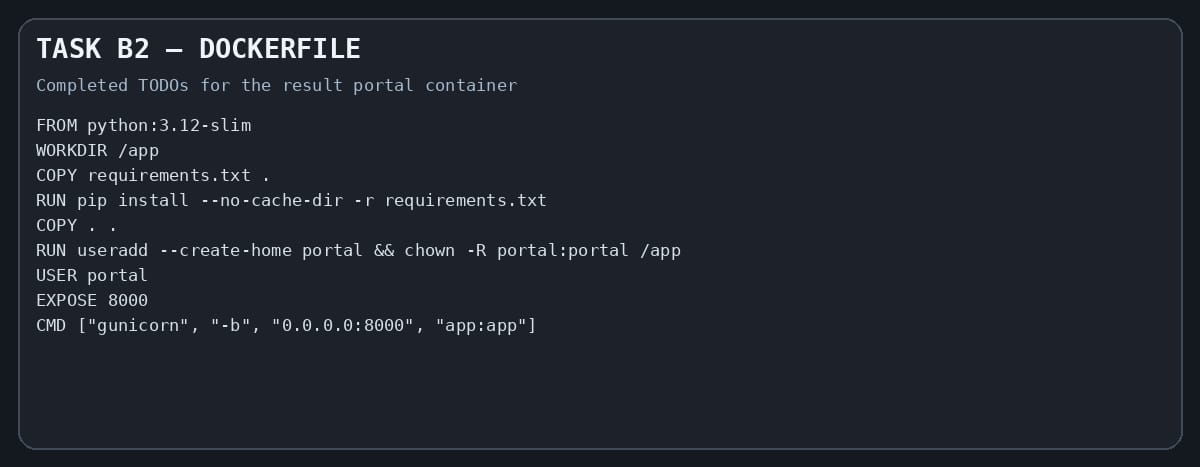 TASK B2 — DOCKERFILE
Completed TODOs for the result portal container
FROM python:3.12-slim
WORKDIR /app
COPY requirements.txt .
RUN pip install --no-cache-dir -r requirements.txt
COPY . .
RUN useradd --create-home portal && chown -R portal:portal /app
USER portal
EXPOSE 8000
CMD ["gunicorn", "-b", "0.0.0.0:8000", "app:app"]